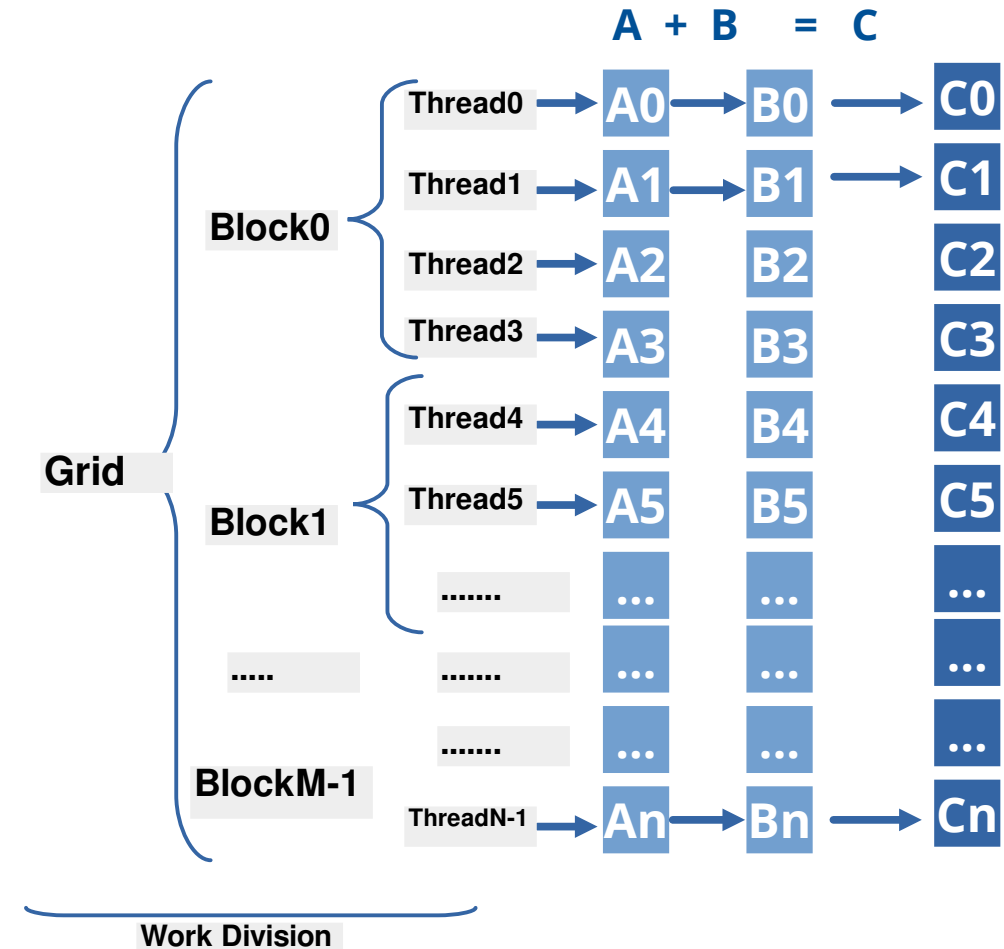 A + B = C
Thread0 A0 B0 C0
Thread1 A1 B1 C1
Block0
Thread2 A2 B2 C2
Thread3 A3 B3 C3
Thread4 A4 B4 C4
Grid
Thread5 A5 B5 C5
Block1
....... ... ... ...
..... ....... ... ... ...
....... ... ... ...
BlockM-1
ThreadN-1 An Bn Cn
Work Division